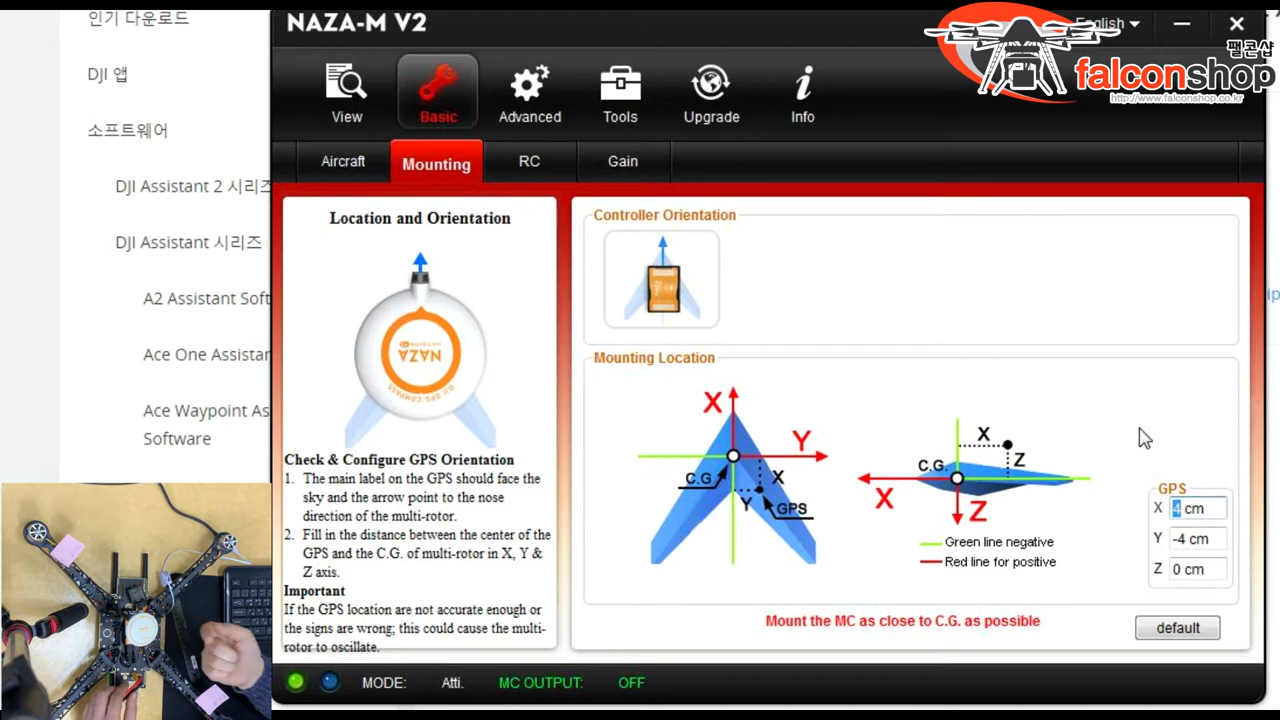 인기 다운로드
DJI 앱
소프트웨어
DJI Assistant 2 시리즈
DJI Assistant 시리즈
A2 Assistant Soft
Ace One Assistan
Ace Waypoint As
Software
NAZA-M V2
English
팰콘샵
falconshop
http://www.falconshop.co.kr
View
Basic
Advanced
Tools
Upgrade
Info
Aircraft
Mounting
RC
Gain
Location and Orientation
NAZA
DJI GPS/COMPASS
Check & Configure GPS Orientation
1. The main label on the GPS should face the
sky and the arrow point to the nose
direction of the multi-rotor.
2. Fill in the distance between the center of the
GPS and the C.G. of multi-rotor in X, Y &
Z axis.
Important
If the GPS location are not accurate enough or
the signs are wrong; this could cause the multi-
rotor to oscillate.
Controller Orientation
Mounting Location
X
Y
C.G
X
Y
GPS
X
C.G.
Z
X
Z
Green line negative
Red line for positive
GPS
X 4 cm
Y -4 cm
Z 0 cm
Mount the MC as close to C.G. as possible
default
MODE: Atti. MC OUTPUT: OFF